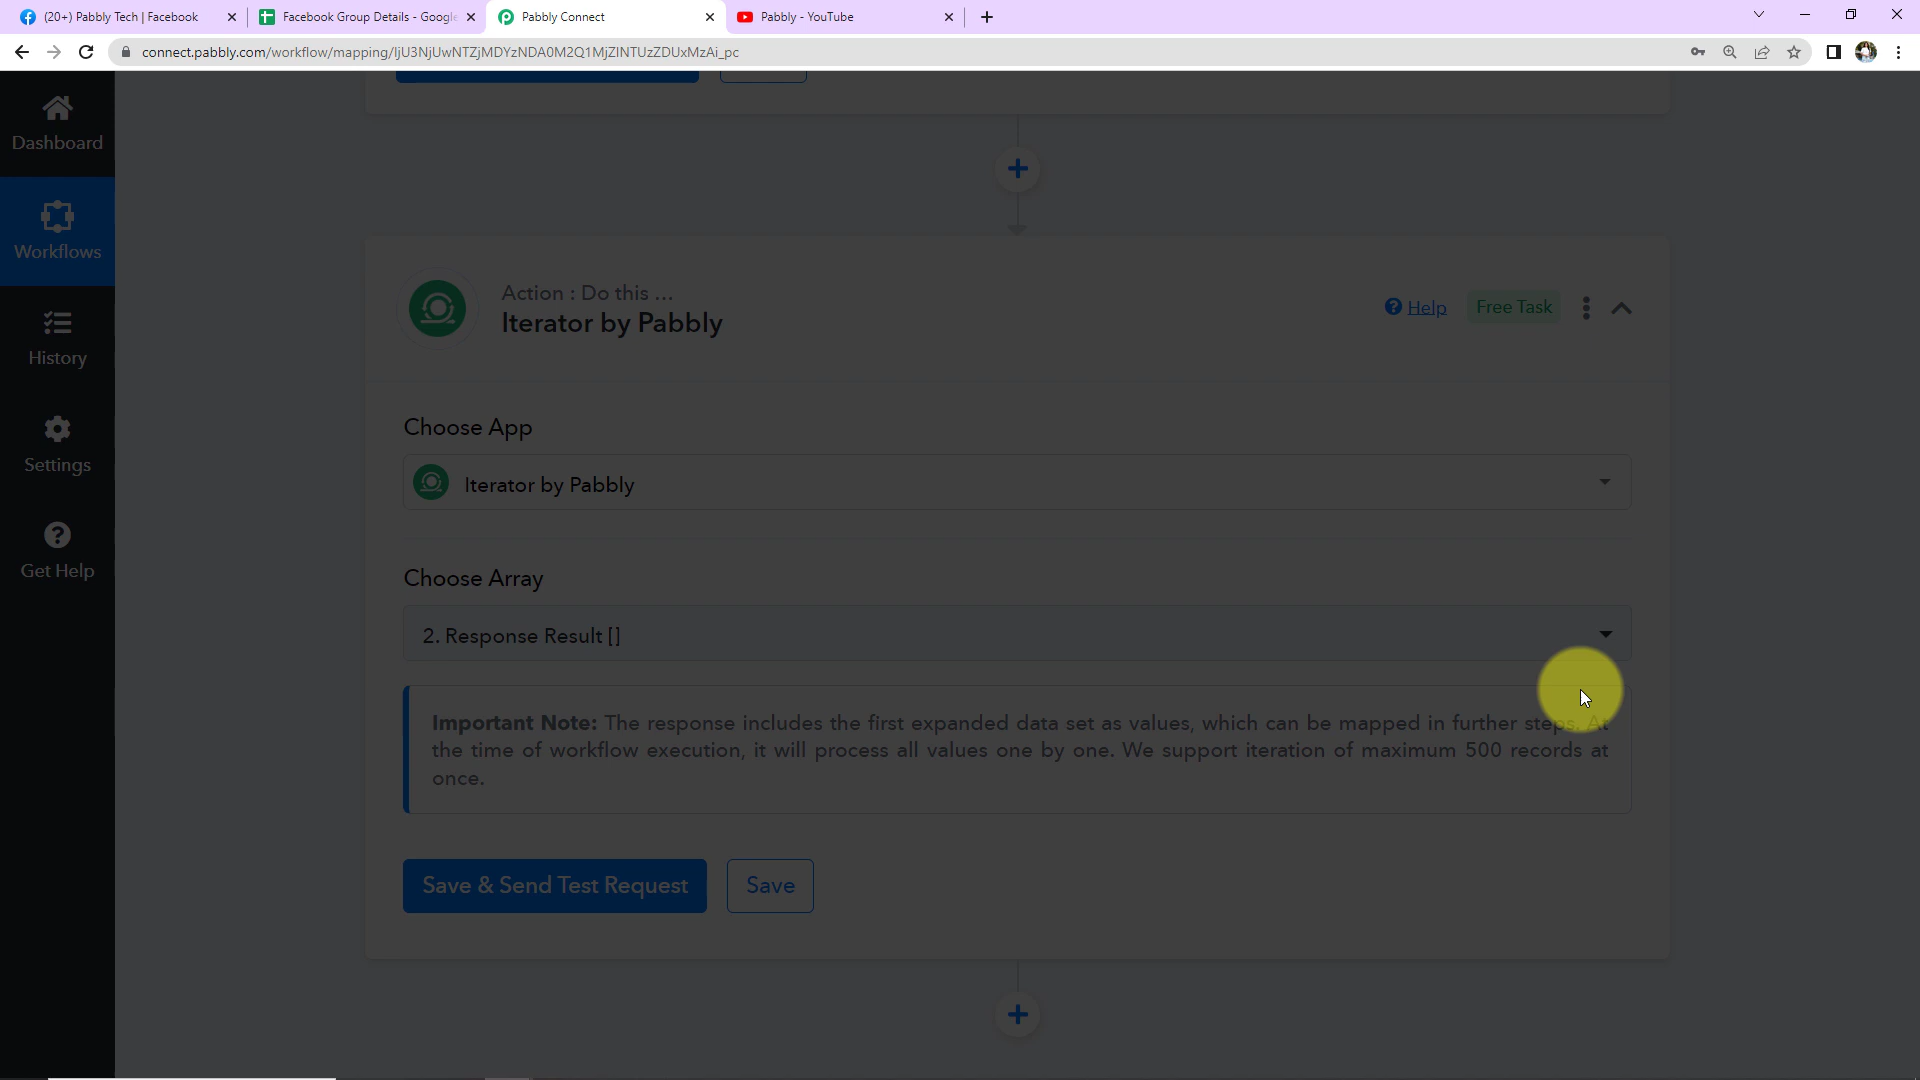 (20+) Pabbly Tech | Facebook
Facebook Group Details - Google
Pabbly Connect
Pabbly - YouTube
connect.pabbly.com/workflow/mapping/IjU3NjUwNTZjMDYzNDA0M2Q1MjZlNTUzZDUxMzAi_pc
Dashboard
Workflows
History
Settings
Get Help
Action : Do this ...
Iterator by Pabbly
Help
Free Task
Choose App
Iterator by Pabbly
Choose Array
2. Response Result []
Important Note: The response includes the first expanded data set as values, which can be mapped in further steps. At
the time of workflow execution, it will process all values one by one. We support iteration of maximum 500 records at
once.
Save & Send Test Request
Save